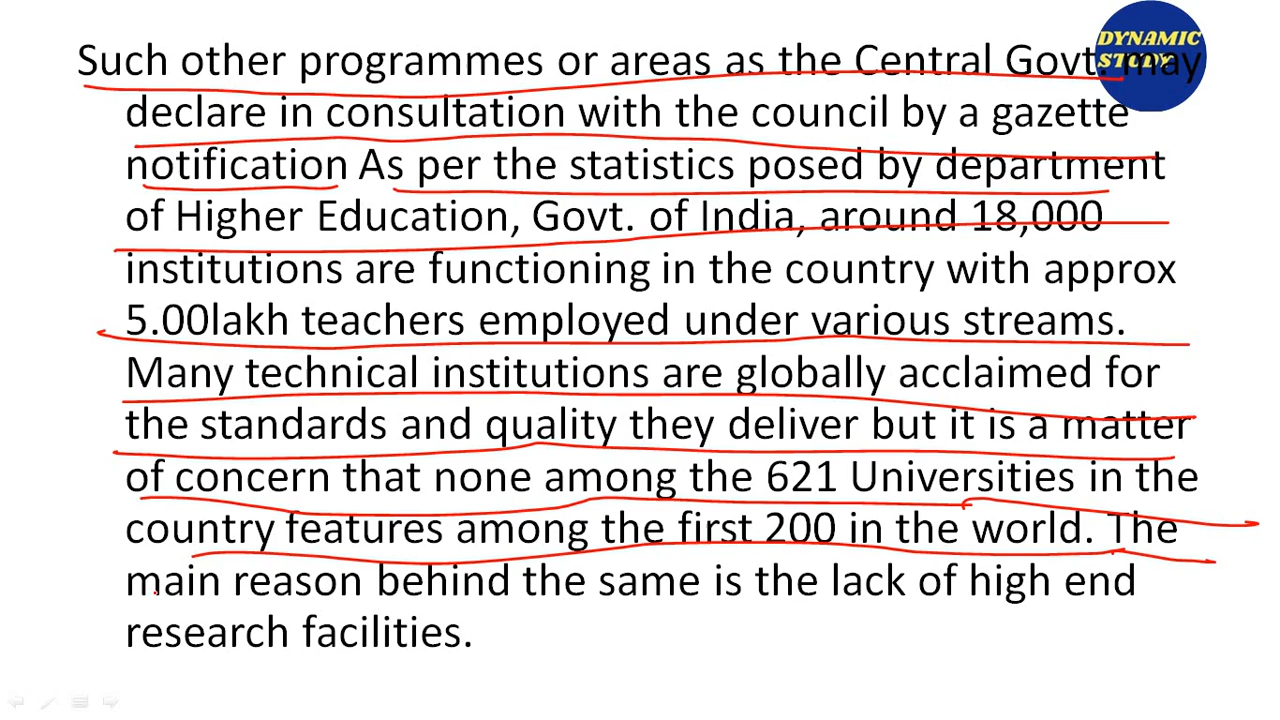 Such other programmes or areas as the Central Govt. may
declare in consultation with the council by a gazette
notification As per the statistics posed by department
of Higher Education, Govt. of India, around 18,000
institutions are functioning in the country with approx
5.00lakh teachers employed under various streams.
Many technical institutions are globally acclaimed for
the standards and quality they deliver but it is a matter
of concern that none among the 621 Universities in the
country features among the first 200 in the world. The
main reason behind the same is the lack of high end
research facilities.
DYNAMIC
STUDY